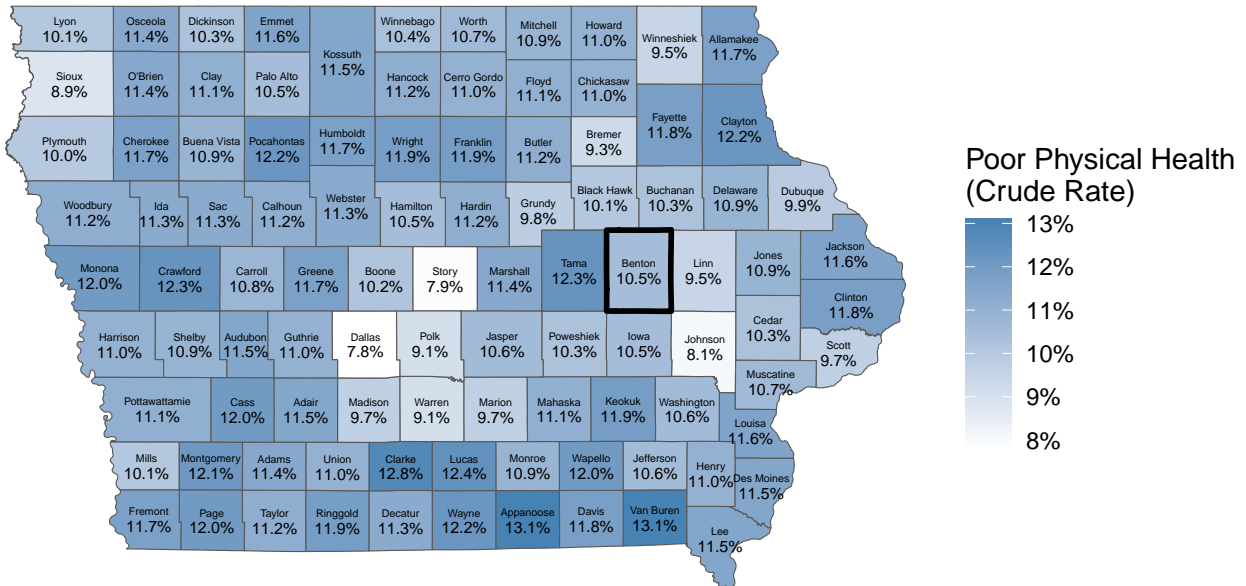 Lyon
10.1%
Osceola
11.4%
Dickinson
10.3%
Emmet
11.6%
Kossuth
11.5%
Winnebago
10.4%
Worth
10.7%
Mitchell
10.9%
Howard
11.0%
Winneshiek
9.5%
Allamakee
11.7%
Sioux
8.9%
O'Brien
11.4%
Clay
11.1%
Palo Alto
10.5%
Hancock
11.2%
Cerro Gordo
11.0%
Floyd
11.1%
Chickasaw
11.0%
Fayette
11.8%
Clayton
12.2%
Plymouth
10.0%
Cherokee
11.7%
Buena Vista
10.9%
Pocahontas
12.2%
Humboldt
11.7%
Wright
11.9%
Franklin
11.9%
Butler
11.2%
Bremer
9.3%
Woodbury
11.2%
Ida
11.3%
Sac
11.3%
Calhoun
11.2%
Webster
11.3%
Hamilton
10.5%
Hardin
11.2%
Grundy
9.8%
Black Hawk
10.1%
Buchanan
10.3%
Delaware
10.9%
Dubuque
9.9%
Monona
12.0%
Crawford
12.3%
Carroll
10.8%
Greene
11.7%
Boone
10.2%
Story
7.9%
Marshall
11.4%
Tama
12.3%
Benton
10.5%
Linn
9.5%
Jones
10.9%
Jackson
11.6%
Clinton
11.8%
Harrison
11.0%
Shelby
10.9%
Audubon
11.5%
Guthrie
11.0%
Dallas
7.8%
Polk
9.1%
Jasper
10.6%
Poweshiek
10.3%
Iowa
10.5%
Johnson
8.1%
Cedar
10.3%
Scott
9.7%
Muscatine
10.7%
Pottawattamie
11.1%
Cass
12.0%
Adair
11.5%
Madison
9.7%
Warren
9.1%
Marion
9.7%
Mahaska
11.1%
Keokuk
11.9%
Washington
10.6%
Louisa
11.6%
Mills
10.1%
Montgomery
12.1%
Adams
11.4%
Union
11.0%
Clarke
12.8%
Lucas
12.4%
Monroe
10.9%
Wapello
12.0%
Jefferson
10.6%
Henry
11.0%
Des Moines
11.5%
Fremont
11.7%
Page
12.0%
Taylor
11.2%
Ringgold
11.9%
Decatur
11.3%
Wayne
12.2%
Appanoose
13.1%
Davis
11.8%
Van Buren
13.1%
Lee
11.5%
Poor Physical Health
(Crude Rate)
13%
12%
11%
10%
9%
8%